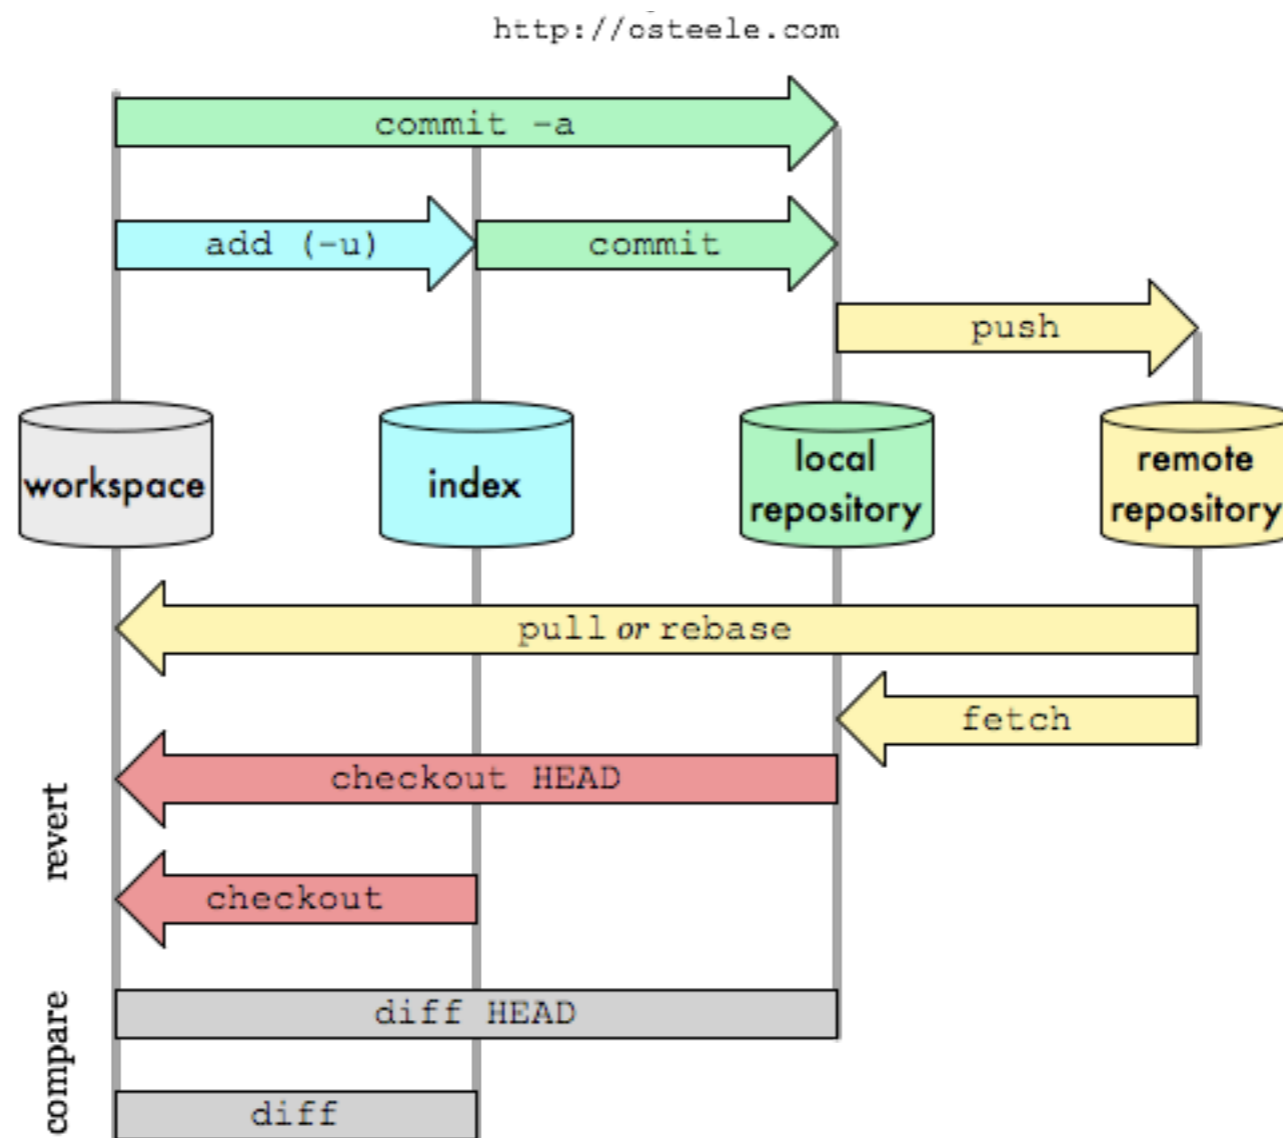 http://osteele.com
commit -a
add (-u)
commit
push
workspace
index
local
repository
remote
repository
pull or rebase
fetch
revert
checkout HEAD
checkout
compare
diff HEAD
diff